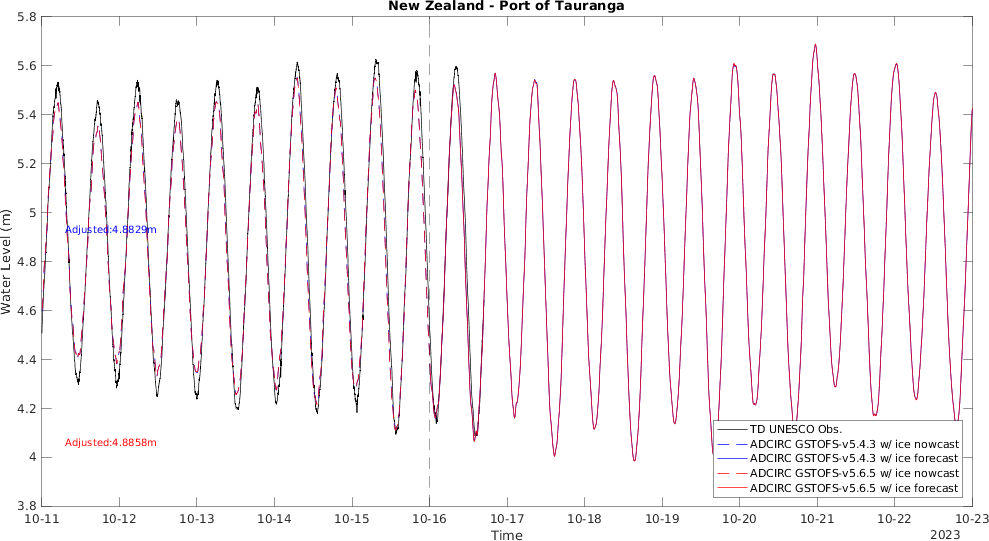 New Zealand - Port of Tauranga
Water Level (m)
5.8
5.6
5.4
5.2
5
4.8
4.6
4.4
4.2
4
3.8
Adjusted:4.8829m
Adjusted:4.8858m
TD UNESCO Obs.
ADCIRC GSTOFS-v5.4.3 w/ ice nowcast
ADCIRC GSTOFS-v5.4.3 w/ ice forecast
ADCIRC GSTOFS-v5.6.5 w/ ice nowcast
ADCIRC GSTOFS-v5.6.5 w/ ice forecast
10-11 10-12 10-13 10-14 10-15 10-16 10-17 10-18 10-19 10-20 10-21 10-22 10-23
Time
2023